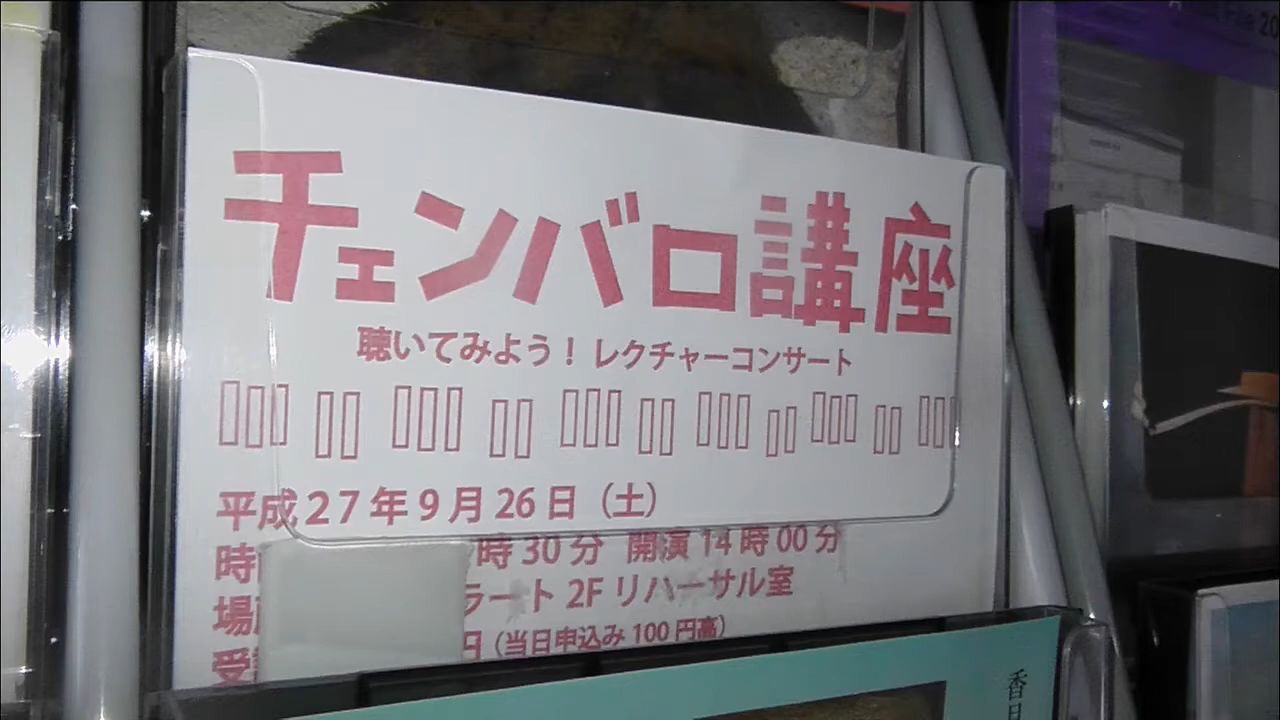 チェンバロ講座
聴いてみよう！レクチャーコンサート
平成27年9月26日（土）
時 時30分 開演14時00分
場 ラート 2F リハーサル室
受 円（当日申込み100円高）
香